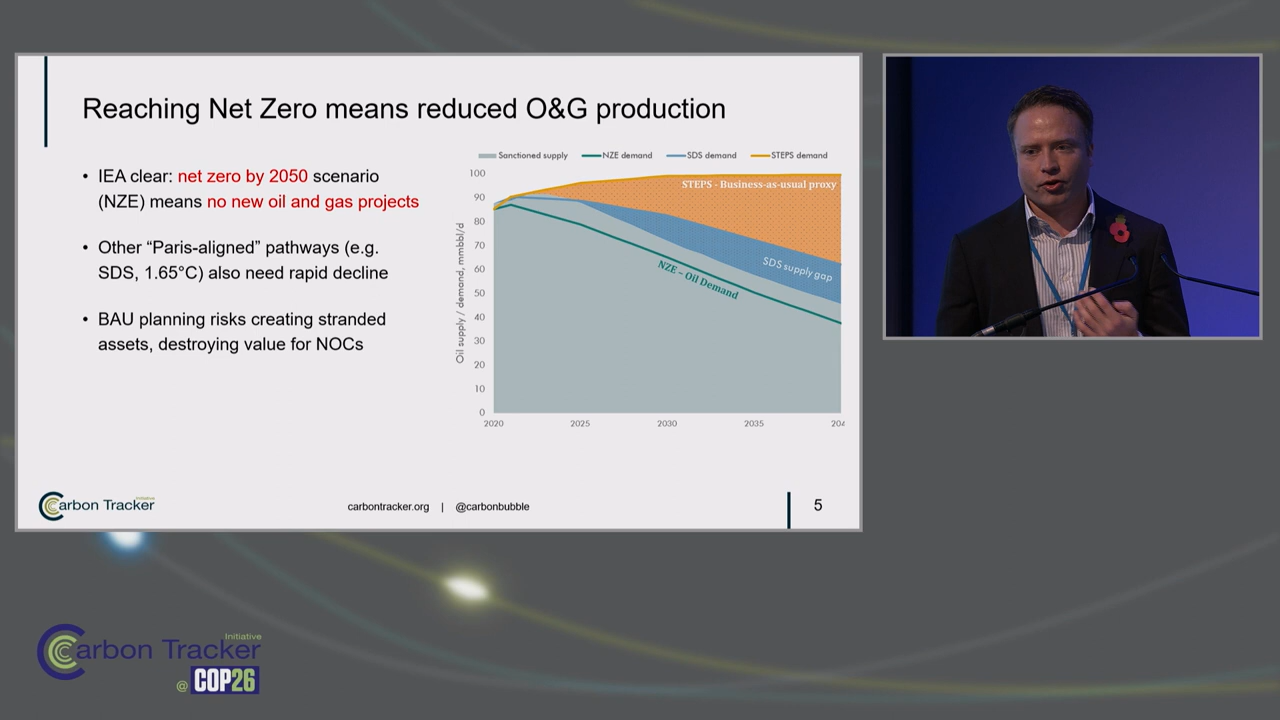 Reaching Net Zero means reduced O&G production
• IEA clear: net zero by 2050 scenario
(NZE) means no new oil and gas projects
• Other “Paris-aligned” pathways (e.g.
SDS, 1.65°C) also need rapid decline
• BAU planning risks creating stranded
assets, destroying value for NOCs
Sanctioned supply NZE demand SDS demand STEPS demand
Oil supply / demand, mmbbl/d
100
90
80
70
60
50
40
30
20
10
0
STEPS - Business-as-usual proxy
SDS supply gap
NZE – Oil Demand
2020 2025 2030 2035 204
Carbon Tracker
Initiative
carbontracker.org | @carbonbubble
5
Carbon Tracker
Initiative
@ COP26